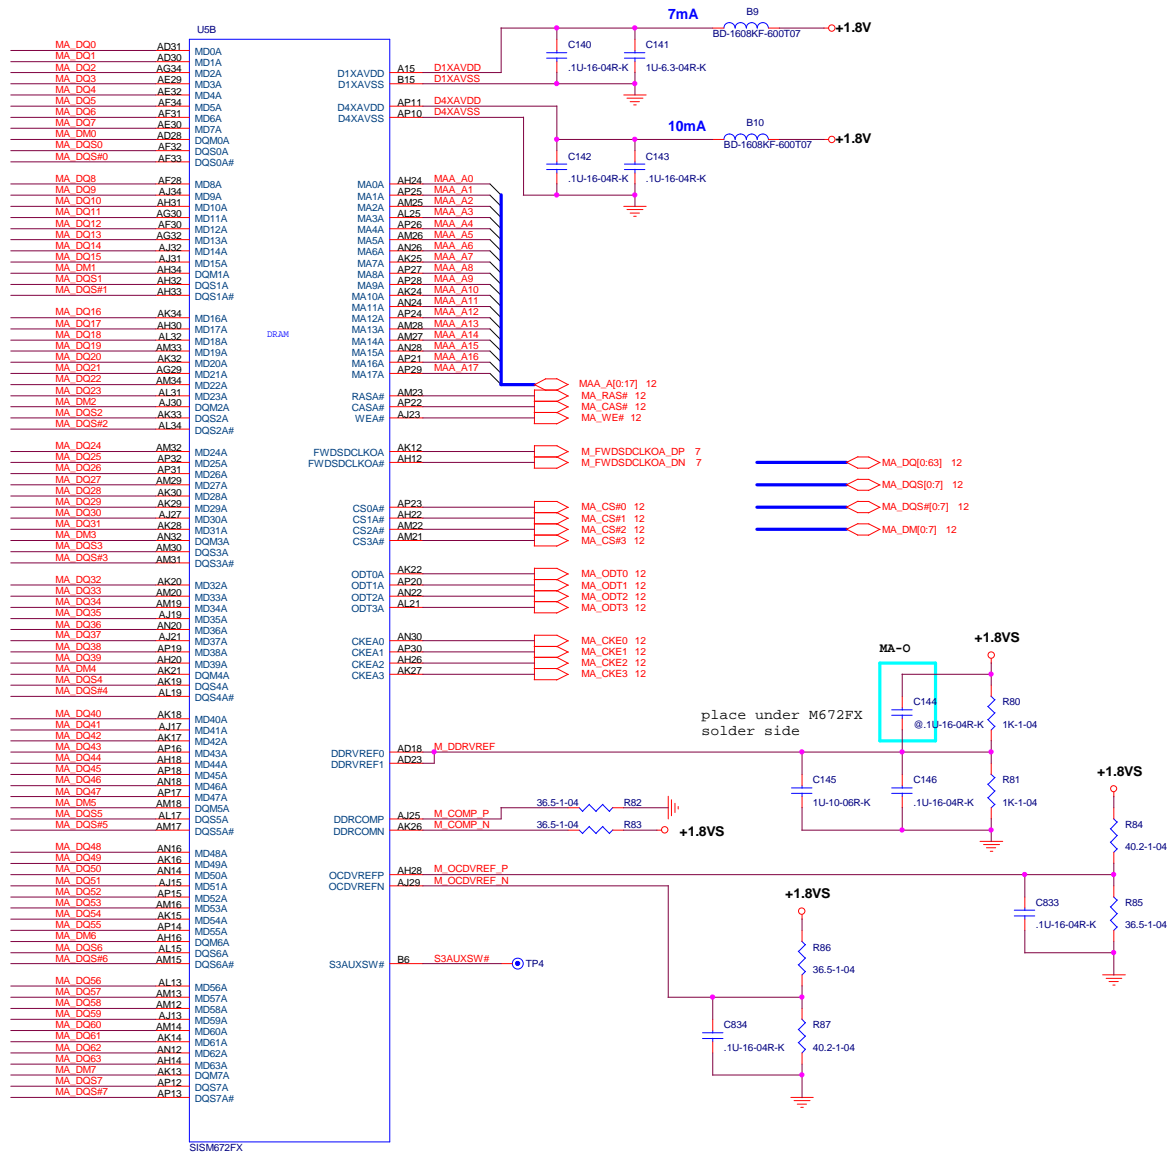 U5B
MA_DQ0 AD31 MD0A
MA_DQ1 AD30 MD1A
MA_DQ2 AG34 MD2A
MA_DQ3 AE29 MD3A
MA_DQ4 AE32 MD4A
MA_DQ5 AF34 MD5A
MA_DQ6 AF31 MD6A
MA_DQ7 AE30 MD7A
MA_DM0 AD28 DQM0A
MA_DQS0 AF32 DQS0A
MA_DQS#0 AF33 DQS0A#
MA_DQ8 AF28 MD8A
MA_DQ9 AJ34 MD9A
MA_DQ10 AH31 MD10A
MA_DQ11 AG30 MD11A
MA_DQ12 AF30 MD12A
MA_DQ13 AG32 MD13A
MA_DQ14 AJ32 MD14A
MA_DQ15 AJ31 MD15A
MA_DM1 AH34 DQM1A
MA_DQS1 AH32 DQS1A
MA_DQS#1 AH33 DQS1A#
MA_DQ16 AK34 MD16A
MA_DQ17 AH30 MD17A
MA_DQ18 AL32 MD18A
MA_DQ19 AM33 MD19A
MA_DQ20 AK32 MD20A
MA_DQ21 AG29 MD21A
MA_DQ22 AM34 MD22A
MA_DQ23 AL31 MD23A
MA_DM2 AJ30 DQM2A
MA_DQS2 AK33 DQS2A
MA_DQS#2 AL34 DQS2A#
MA_DQ24 AM32 MD24A
MA_DQ25 AP32 MD25A
MA_DQ26 AP31 MD26A
MA_DQ27 AM29 MD27A
MA_DQ28 AK30 MD28A
MA_DQ29 AK29 MD29A
MA_DQ30 AJ27 MD30A
MA_DQ31 AK28 MD31A
MA_DM3 AN32 DQM3A
MA_DQS3 AM30 DQS3A
MA_DQS#3 AM31 DQS3A#
MA_DQ32 AK20 MD32A
MA_DQ33 AM20 MD33A
MA_DQ34 AM19 MD34A
MA_DQ35 AJ19 MD35A
MA_DQ36 AN20 MD36A
MA_DQ37 AJ21 MD37A
MA_DQ38 AP19 MD38A
MA_DQ39 AH20 MD39A
MA_DM4 AK21 DQM4A
MA_DQS4 AK19 DQS4A
MA_DQS#4 AL19 DQS4A#
MA_DQ40 AK18 MD40A
MA_DQ41 AJ17 MD41A
MA_DQ42 AK17 MD42A
MA_DQ43 AP16 MD43A
MA_DQ44 AH18 MD44A
MA_DQ45 AP18 MD45A
MA_DQ46 AN18 MD46A
MA_DQ47 AP17 MD47A
MA_DM5 AM18 DQM5A
MA_DQS5 AL17 DQS5A
MA_DQS#5 AM17 DQS5A#
MA_DQ48 AN16 MD48A
MA_DQ49 AK16 MD49A
MA_DQ50 AN14 MD50A
MA_DQ51 AJ15 MD51A
MA_DQ52 AP15 MD52A
MA_DQ53 AM16 MD53A
MA_DQ54 AK15 MD54A
MA_DQ55 AP14 MD55A
MA_DM6 AH16 DQM6A
MA_DQS6 AL15 DQS6A
MA_DQS#6 AM15 DQS6A#
MA_DQ56 AL13 MD56A
MA_DQ57 AM13 MD57A
MA_DQ58 AM12 MD58A
MA_DQ59 AJ13 MD59A
MA_DQ60 AM14 MD60A
MA_DQ61 AK14 MD61A
MA_DQ62 AN12 MD62A
MA_DQ63 AH14 MD63A
MA_DM7 AK13 DQM7A
MA_DQS7 AP12 DQS7A
MA_DQS#7 AP13 DQS7A#
SISM672FX
DRAM
D1XAVDD A15 D1XAVDD
D1XAVSS B15 D1XAVSS
D4XAVDD AP11 D4XAVDD
D4XAVSS AP10 D4XAVSS
MA0A AH24 MAA_A0
MA1A AP25 MAA_A1
MA2A AM25 MAA_A2
MA3A AL25 MAA_A3
MA4A AP26 MAA_A4
MA5A AM26 MAA_A5
MA6A AN26 MAA_A6
MA7A AK25 MAA_A7
MA8A AP27 MAA_A8
MA9A AP28 MAA_A9
MA10A AK24 MAA_A10
MA11A AN24 MAA_A11
MA12A AP24 MAA_A12
MA13A AM28 MAA_A13
MA14A AM27 MAA_A14
MA15A AN28 MAA_A15
MA16A AP21 MAA_A16
MA17A AP29 MAA_A17
MAA_A[0:17] 12
RASA# AM23 MA_RAS# 12
CASA# AP22 MA_CAS# 12
WEA# AJ23 MA_WE# 12
FWDSDCLKOA AK12 M_FWDSDCLKOA_DP 7
FWDSDCLKOA# AH12 M_FWDSDCLKOA_DN 7
CS0A# AP23 MA_CS#0 12
CS1A# AH22 MA_CS#1 12
CS2A# AM22 MA_CS#2 12
CS3A# AM21 MA_CS#3 12
ODT0A AK22 MA_ODT0 12
ODT1A AP20 MA_ODT1 12
ODT2A AN22 MA_ODT2 12
ODT3A AL21 MA_ODT3 12
CKEA0 AN30 MA_CKE0 12
CKEA1 AP30 MA_CKE1 12
CKEA2 AH26 MA_CKE2 12
CKEA3 AK27 MA_CKE3 12
DDRVREF0 AD18 M_DDRVREF
DDRVREF1 AD23
DDRCOMP AJ25 M_COMP_P 36.5-1-04 R82
DDRCOMN AK26 M_COMP_N 36.5-1-04 R83 +1.8VS
OCDVREFP AH28 M_OCDVREF_P
OCDVREFN AJ29 M_OCDVREF_N
S3AUXSW# B6 S3AUXSW# TP4
7mA B9
BD-1608KF-600T07 +1.8V
C140 .1U-16-04R-K
C141 1U-6.3-04R-K
10mA B10
BD-1608KF-600T07 +1.8V
C142 .1U-16-04R-K
C143 .1U-16-04R-K
MA_DQ[0:63] 12
MA_DQS[0:7] 12
MA_DQS#[0:7] 12
MA_DM[0:7] 12
MA-O
+1.8VS
C144 @.1U-16-04R-K
R80 1K-1-04
place under M672FX
solder side
C145 1U-10-06R-K
C146 .1U-16-04R-K
R81 1K-1-04
+1.8VS
R84 40.2-1-04
C833 .1U-16-04R-K
R85 36.5-1-04
+1.8VS
R86 36.5-1-04
C834 .1U-16-04R-K
R87 40.2-1-04